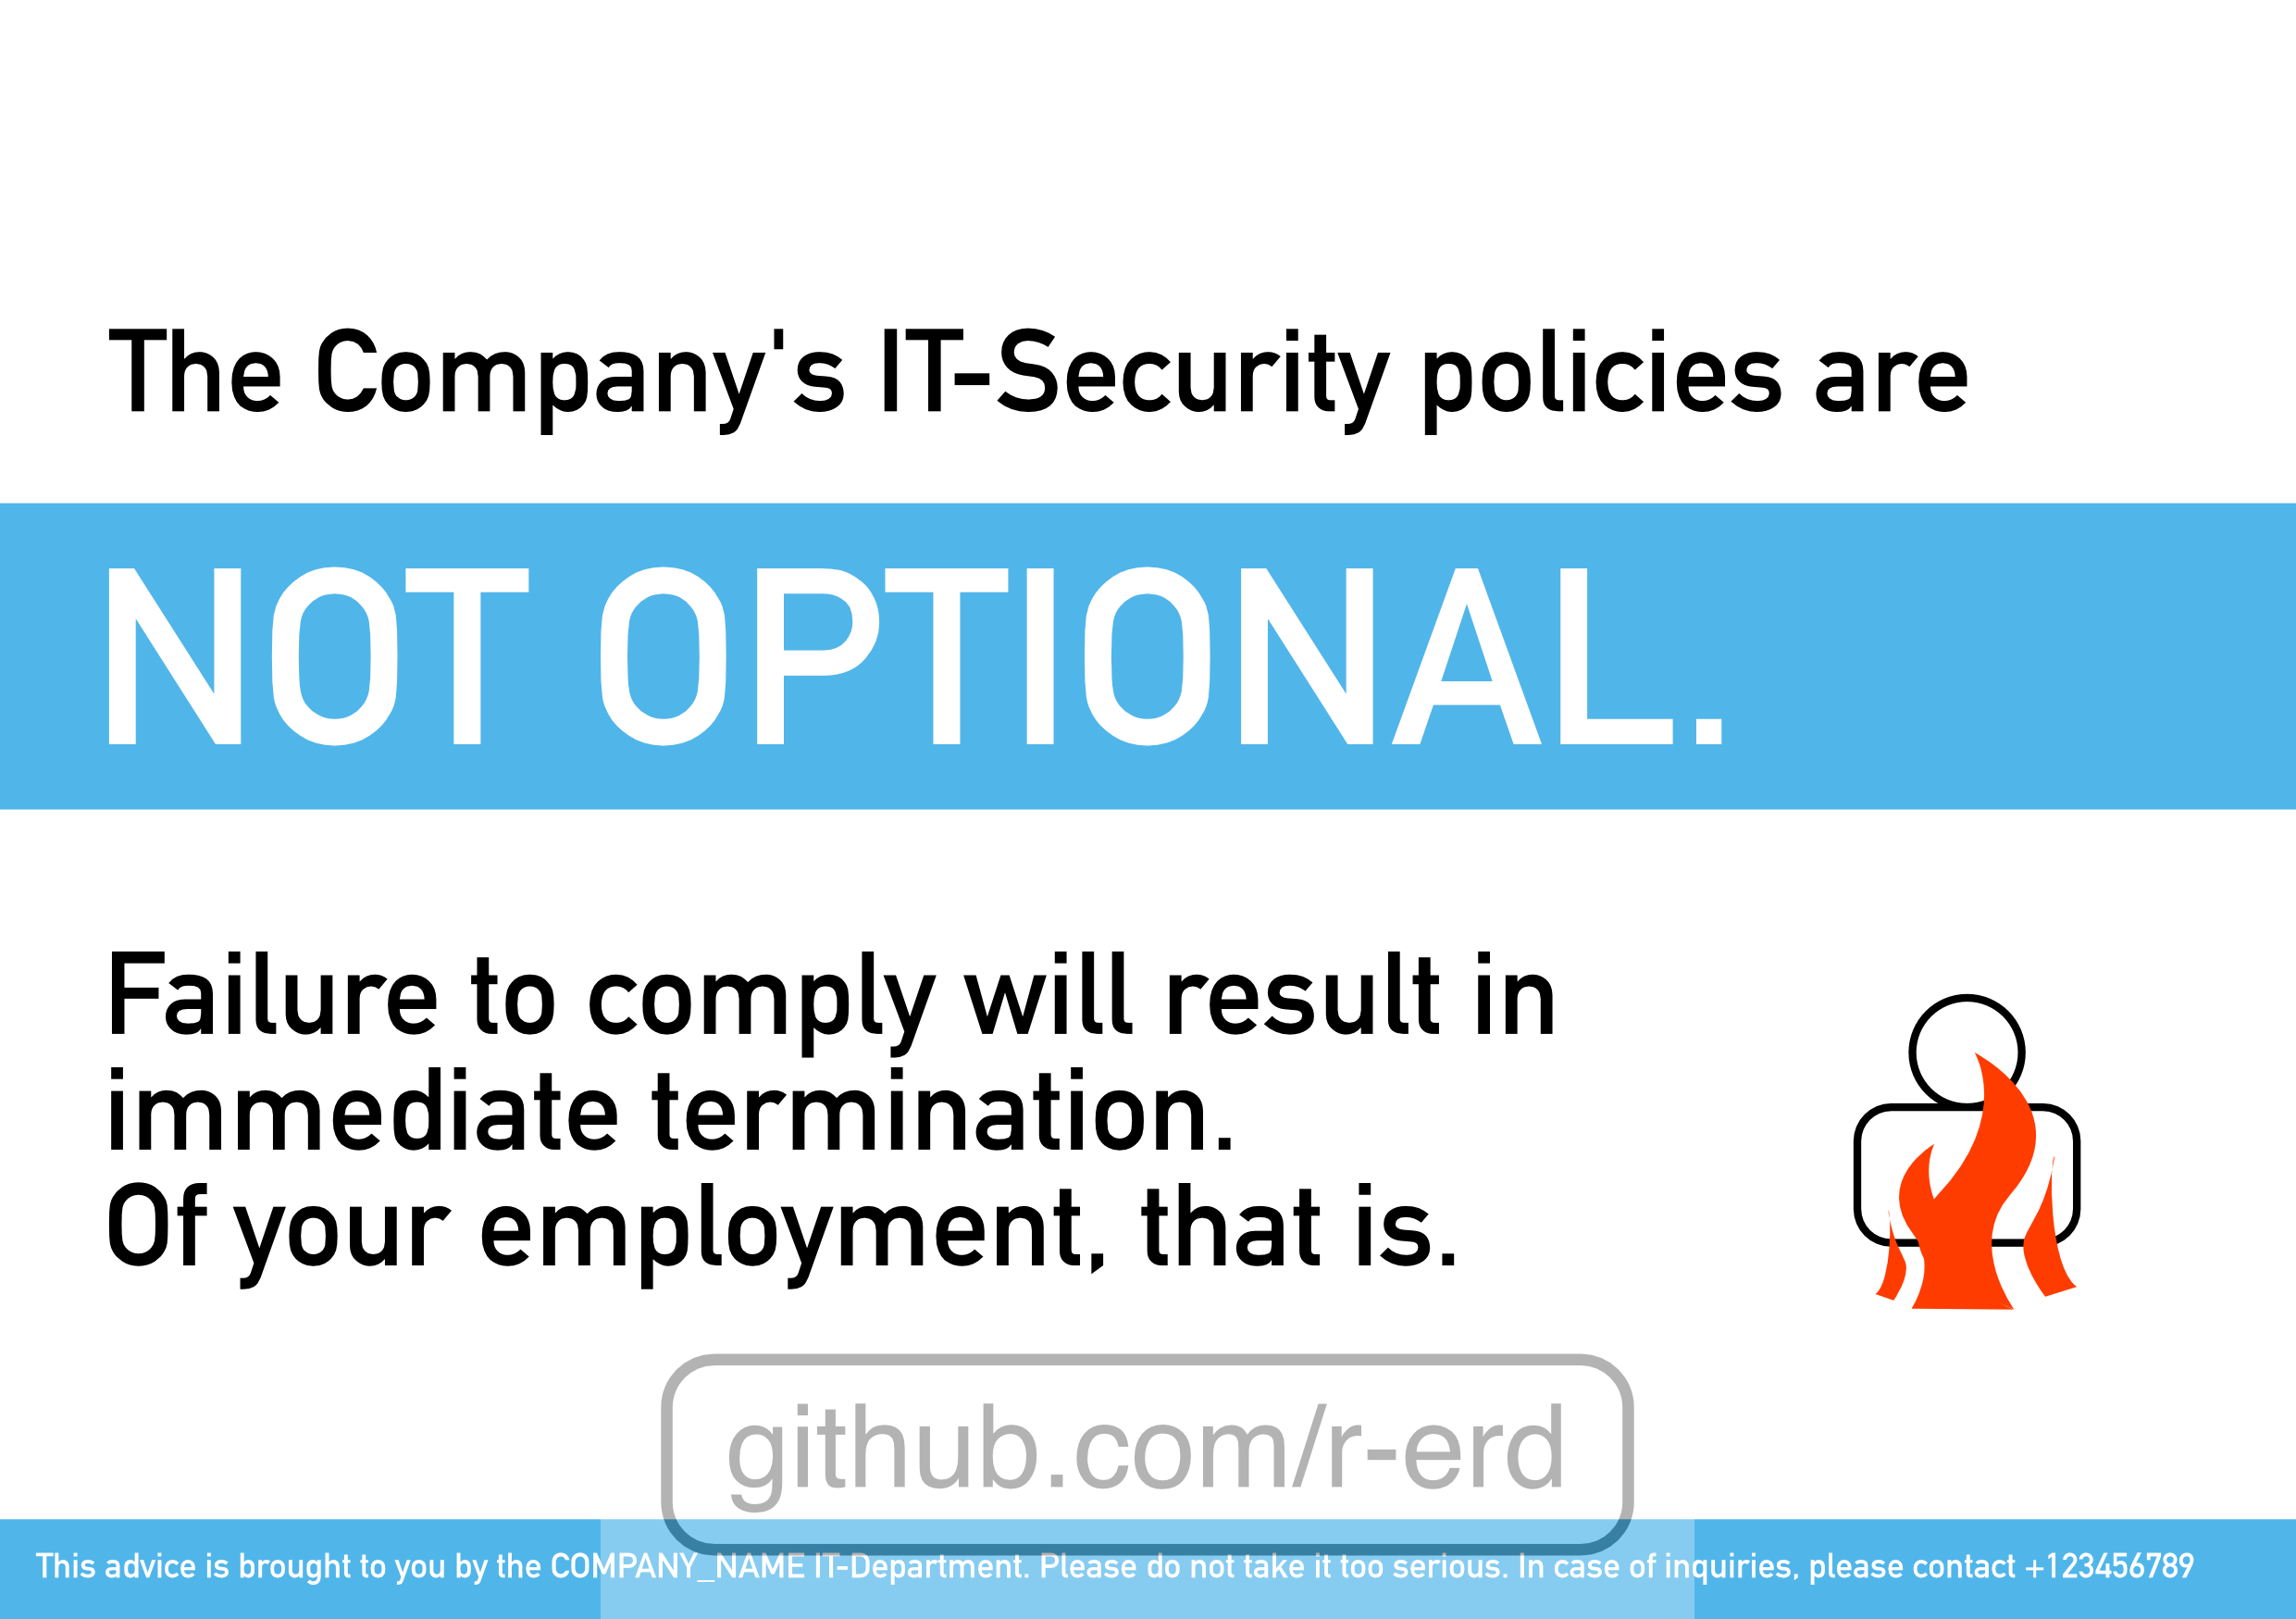 The Company's IT-Security policies are
NOT OPTIONAL.
Failure to comply will result in
immediate termination.
Of your employment, that is.
github.com/r-erd
This advice is brought to you by the COMPANY_NAME IT-Department. Please do not take it too serious. In case of inquiries, please contact +123456789